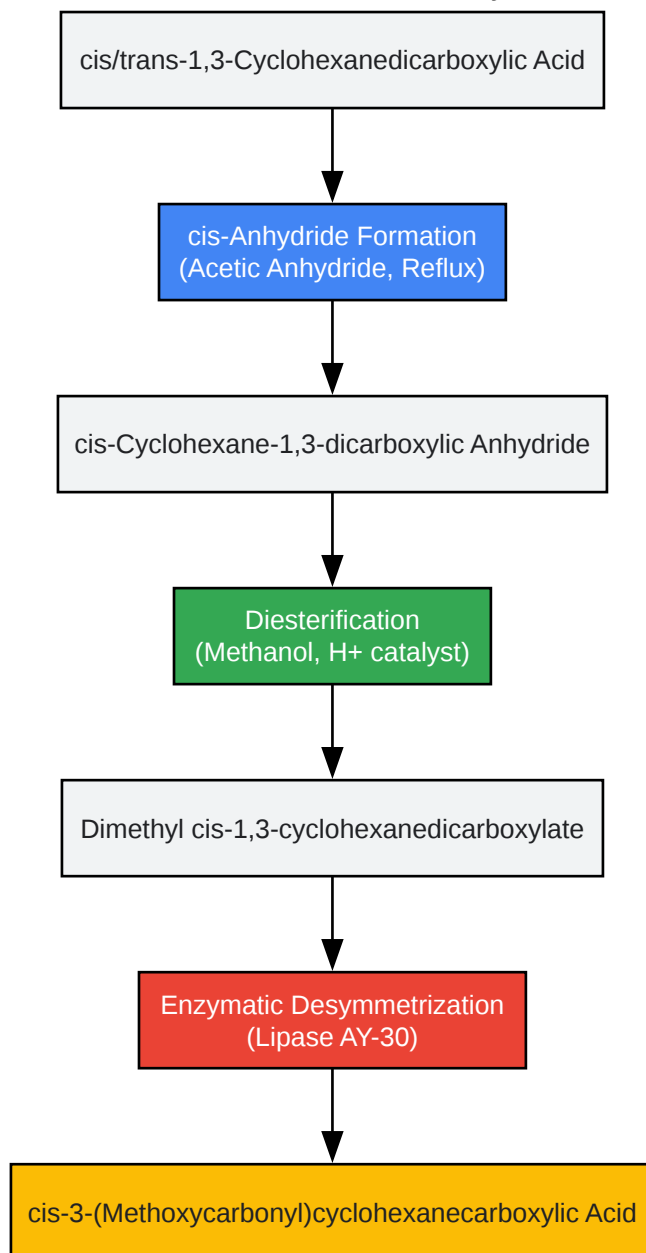 cis/trans-1,3-Cyclohexanedicarboxylic Acid
cis-Anhydride Formation
(Acetic Anhydride, Reflux)
cis-Cyclohexane-1,3-dicarboxylic Anhydride
Diesterification
(Methanol, H+ catalyst)
Dimethyl cis-1,3-cyclohexanedicarboxylate
Enzymatic Desymmetrization
(Lipase AY-30)
cis-3-(Methoxycarbonyl)cyclohexanecarboxylic Acid